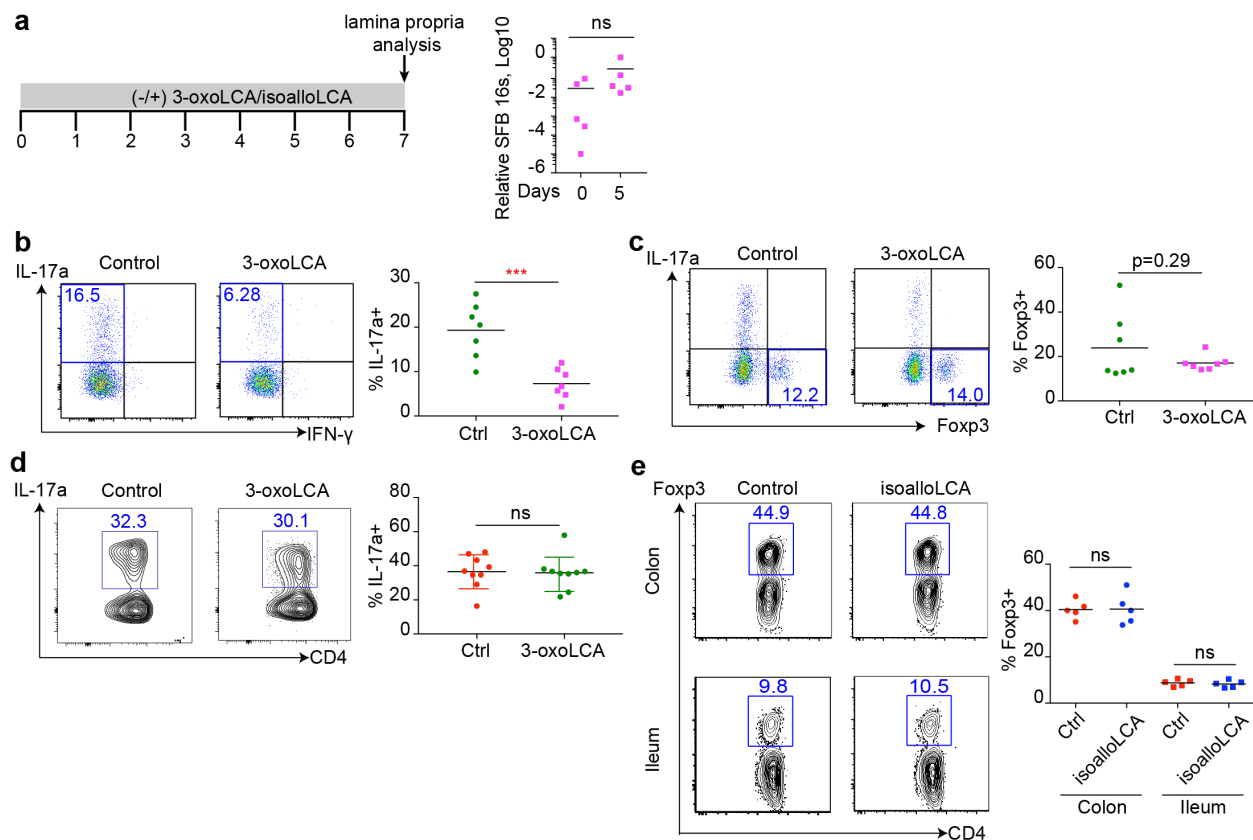 a
lamina propria
analysis
(-/+) 3-oxoLCA/isoalloLCA
0 1 2 3 4 5 6 7
ns
Relative SFB 16s, Log10
0
-2
-4
-6
Days 0 5
b
IL-17a
Control
3-oxoLCA
16.5
6.28
IFN-γ
***
% IL-17a+
30
20
10
0
Ctrl
3-oxoLCA
c
IL-17a
Control
3-oxoLCA
12.2
14.0
Foxp3
p=0.29
% Foxp3+
60
40
20
0
Ctrl
3-oxoLCA
d
IL-17a
Control
3-oxoLCA
32.3
30.1
CD4
ns
% IL-17a+
80
60
40
20
0
Ctrl
3-oxoLCA
e
Foxp3
Control
isoalloLCA
44.9
44.8
Colon
9.8
10.5
Ileum
CD4
% Foxp3+
60
40
20
0
ns
ns
Ctrl
isoalloLCA
Ctrl
isoalloLCA
Colon
Ileum